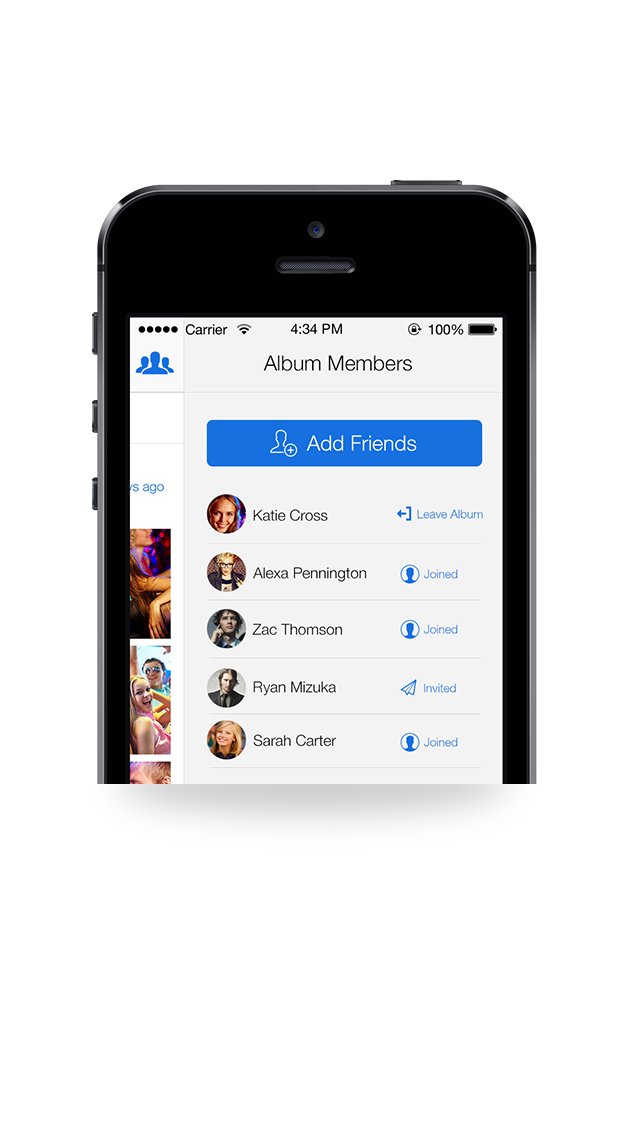 Carrier 4:34 PM 100%
Album Members
Add Friends
ys ago
Katie Cross Leave Album
Alexa Pennington Joined
Zac Thomson Joined
Ryan Mizuka Invited
Sarah Carter Joined